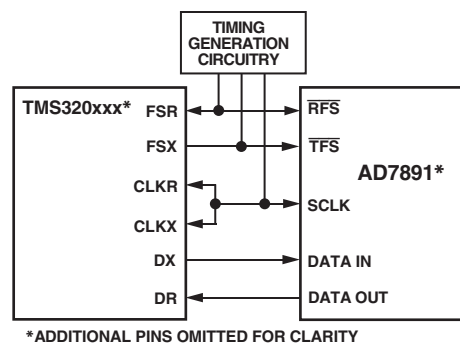 TIMING
GENERATION
CIRCUITRY
TMS320xxx*
FSR
FSX
CLKR
CLKX
DX
DR
RFS
TFS
AD7891*
SCLK
DATA IN
DATA OUT
*ADDITIONAL PINS OMITTED FOR CLARITY